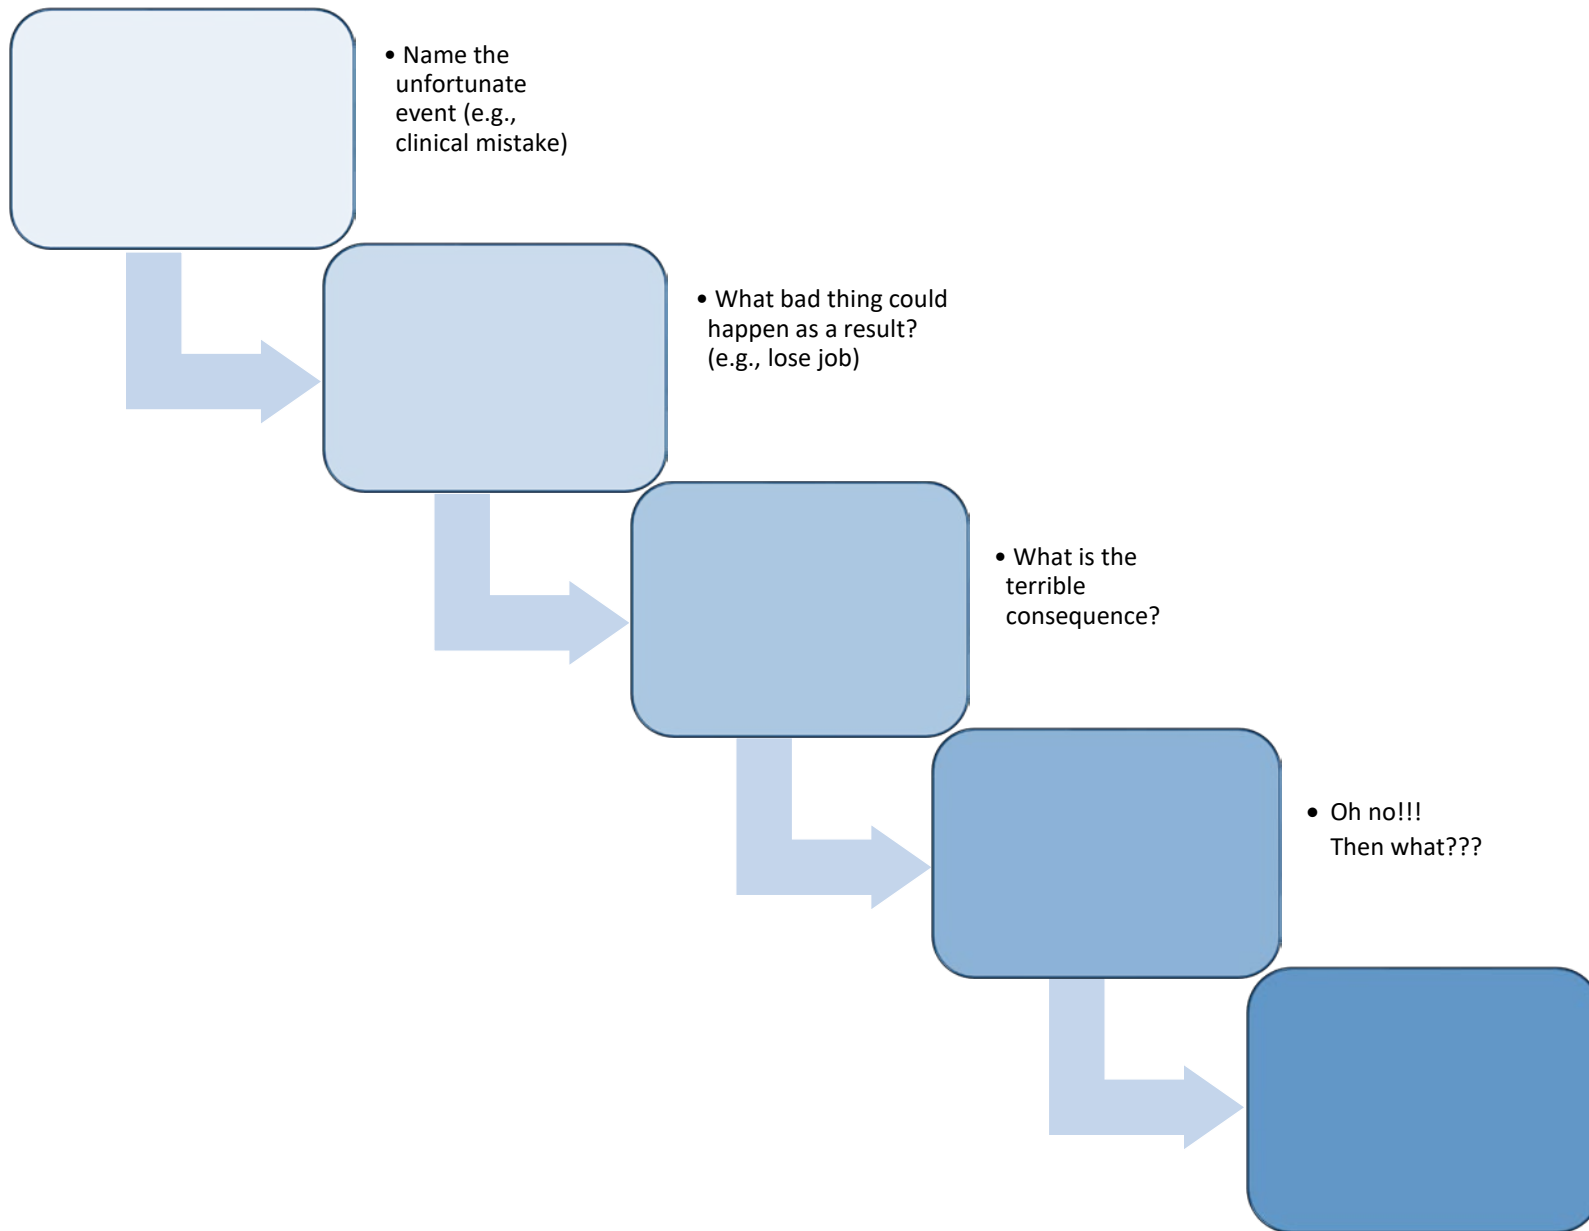 • Name the
unfortunate
event (e.g.,
clinical mistake)
• What bad thing could
happen as a result?
(e.g., lose job)
• What is the
terrible
consequence?
• Oh no!!!
Then what???